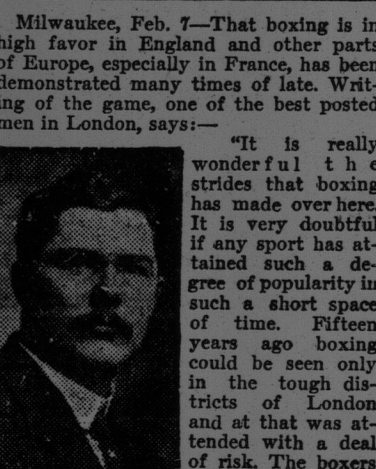 Milwaukee, Feb. 7—That boxing is in
high favor in England and other parts
of Europe, especially in France, has been
demonstrated many times of late. Writ-
ing of the game, one of the best posted
men in London, says:—
"It is really
wonderful the
strides that boxing
has made over here.
It is very doubtful
if any sport has at-
tained such a de-
gree of popularity in
such a short space
of time. Fifteen
years ago boxing
could be seen only
in the tough dis-
tricts of London
and at that was at-
tended with a deal
of risk. The boxers